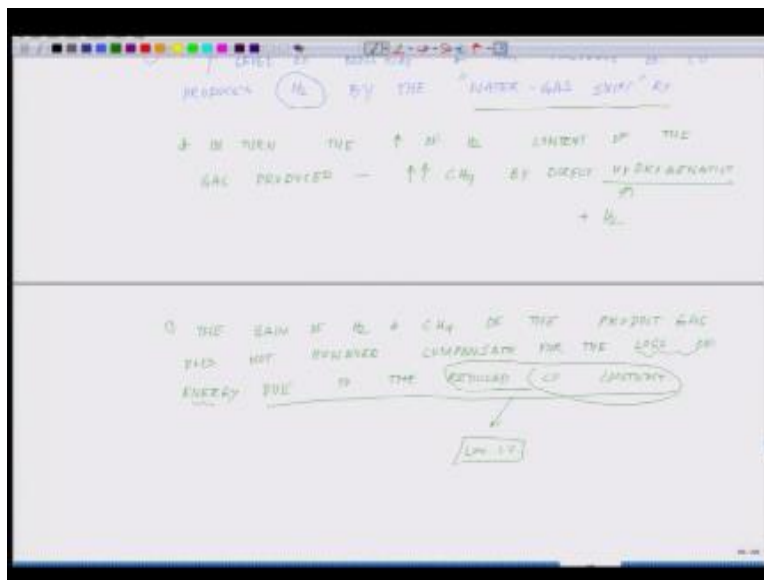 PRODUCES H2 BY THE "WATER-GAS SHIFT" RX
IN TURN THE ↑ OF H2 CONTENT OF THE
GAS PRODUCED - ↑↑ CH4 BY DIRECT HYDROGENATION
+ H2
THE GAIN OF H2 & CH4 OF THE PRODUCT GAS
DOES NOT HOWEVER COMPENSATE FOR THE LOSS OF
ENERGY DUE TO THE REDUCED CO CONTENT
LOW